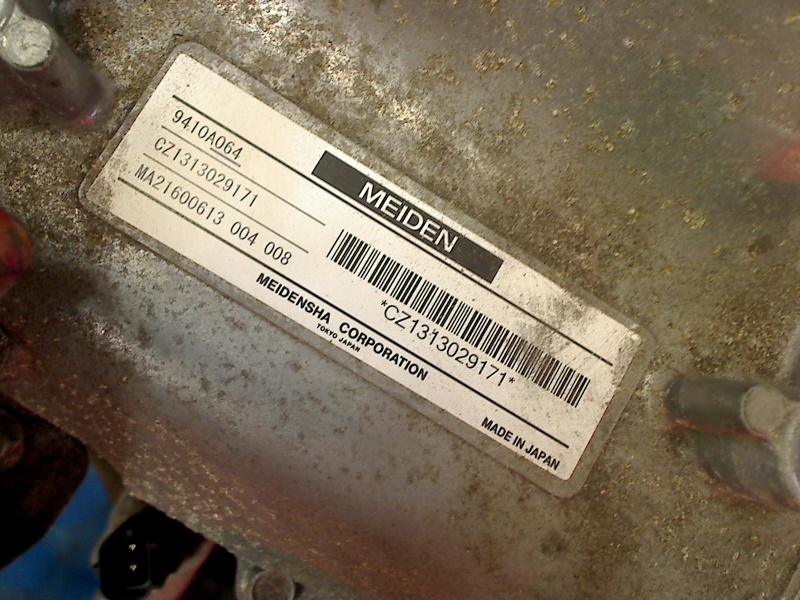 9410A064
CZ1313029171
MA21600613 004 008
MEIDEN
*CZ1313029171*
MEIDENSHA CORPORATION
TOKYO JAPAN
MADE IN JAPAN